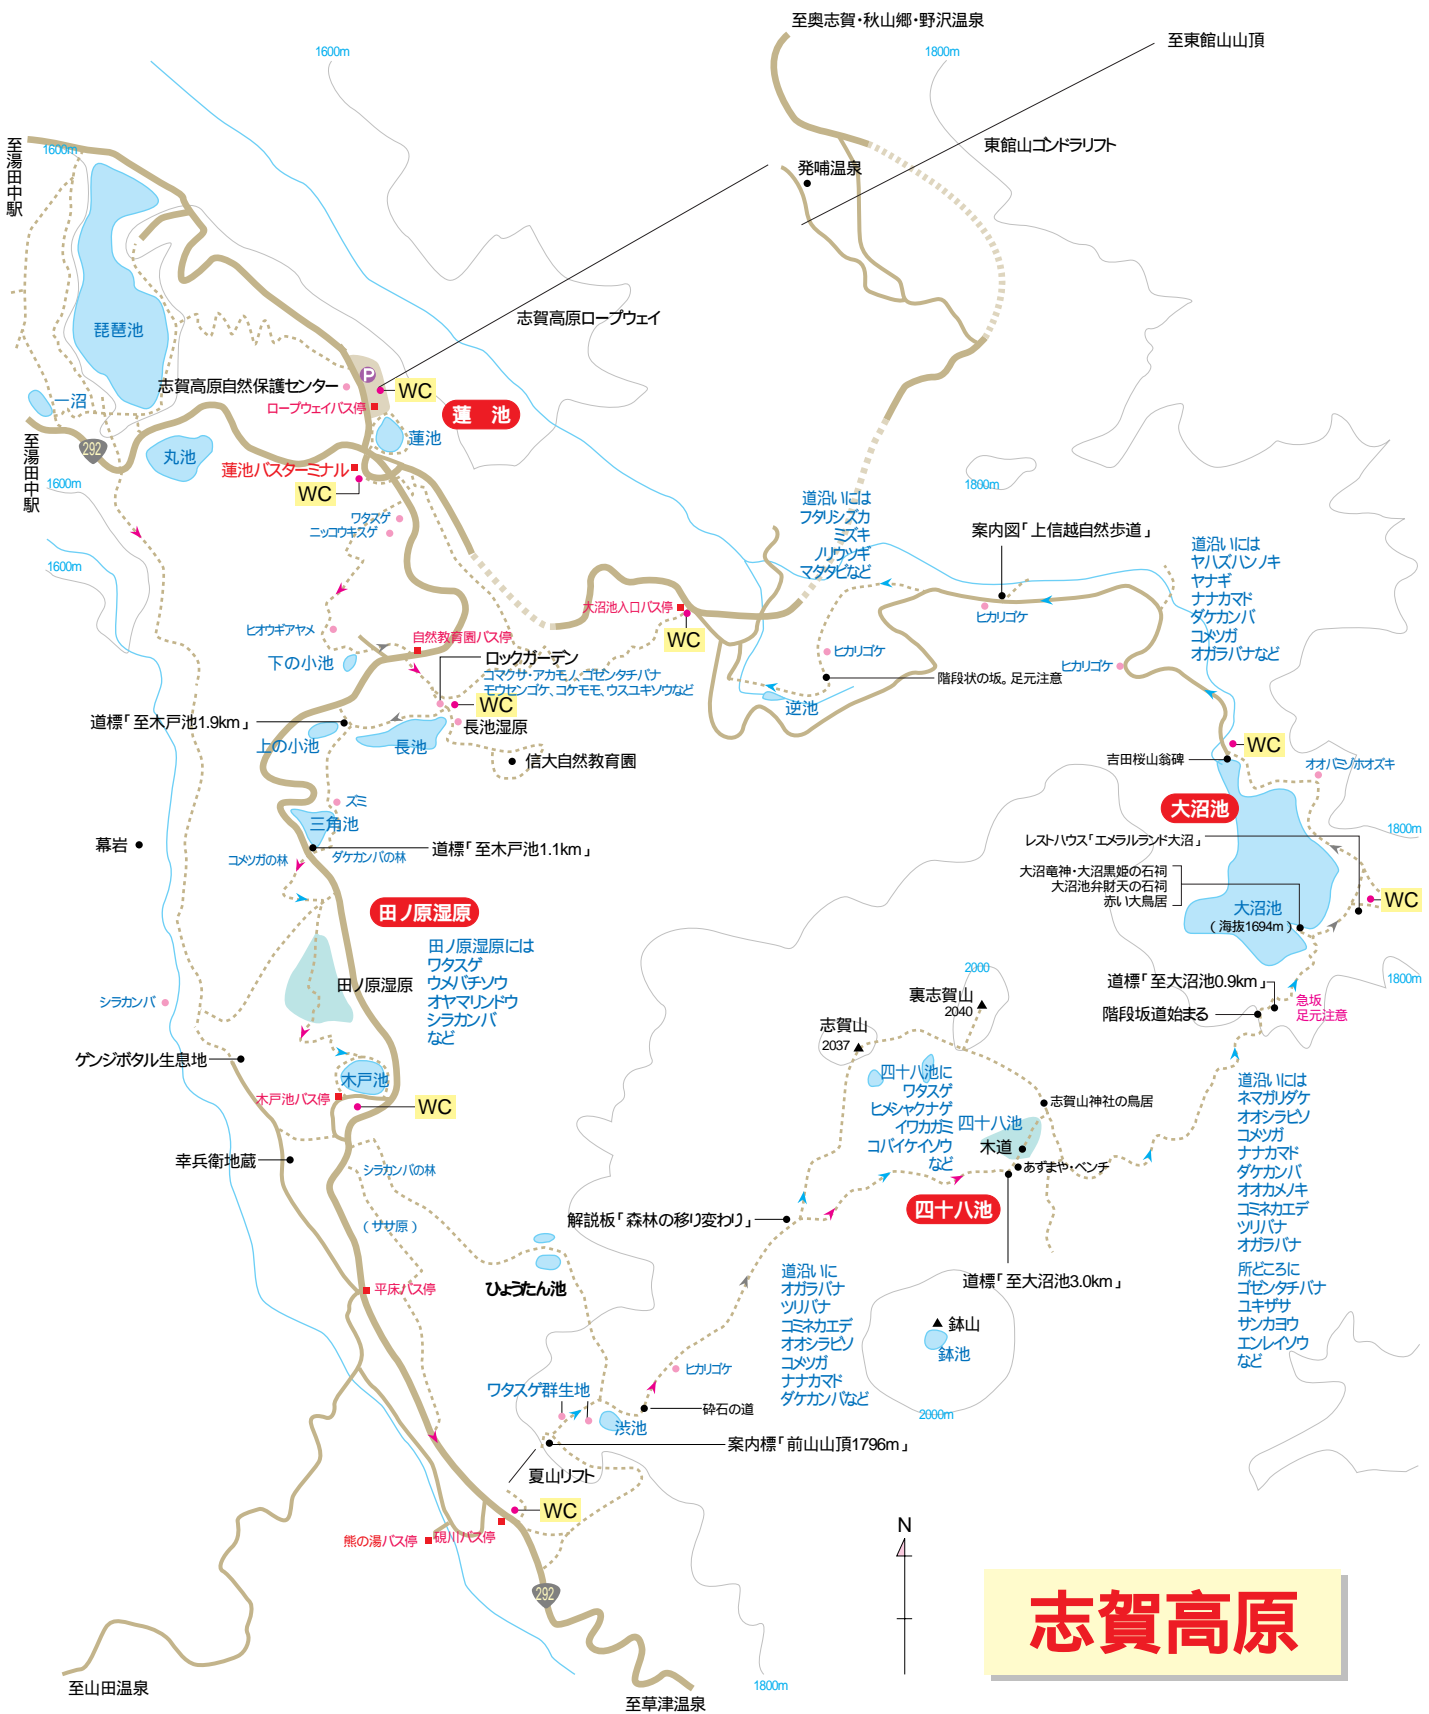 至奥志賀・秋山郷・野沢温泉
至東館山山頂
1600m
1800m
至湯田中駅
1600m
東館山ゴンドラリフト
発哺温泉
志賀高原ロープウェイ
琵琶池
志賀高原自然保護センター
P
WC
ロープウェイバス停
蓮 池
一沼
蓮池
至湯田中駅
292
丸池
蓮池バスターミナル
WC
1600m
1800m
ワタスゲ
ニッコウキスゲ
道沿いには
フタリシズカ
ミズキ
ノリウツギ
マタタビなど
案内図「上信越自然歩道」
道沿いには
ヤハズハンノキ
ヤナギ
ナナカマド
ダケカンバ
コメツガ
オガラバナなど
1600m
大沼池入口バス停
WC
ヒカリゴケ
ヒオウギアヤメ
自然教育園バス停
下の小池
ロックガーデン
コマクサ・アカモノ、ゴゼンタチバナ
モウセンゴケ、コケモモ、ウスユキソウなど
ヒカリゴケ
ヒカリゴケ
階段状の坂。足元注意
WC
長池湿原
逆池
道標「至木戸池1.9km」
上の小池
長池
信大自然教育園
WC
吉田桜山翁碑
オオバミゾホオズキ
ズミ
三角池
大沼池
1800m
幕岩
コメツガの林
ダケカンバの林
道標「至木戸池1.1km」
レストハウス「エメラルランド大沼」
大沼竜神・大沼黒姫の石祠
大沼池弁財天の石祠
赤い大鳥居
WC
田ノ原湿原
大沼池
(海抜1694m)
田ノ原湿原には
ワタスゲ
ウメバチソウ
オヤマリンドウ
シラカンバ
など
田ノ原湿原
シラカンバ
2000
裏志賀山
2040
道標「至大沼池0.9km」
1800m
急坂
足元注意
階段坂道始まる
志賀山
2037
ゲンジボタル生息地
木戸池
木戸池バス停
WC
四十八池に
ワタスゲ
ヒメシャクナゲ
イワカガミ
コバイケイソウ
など
志賀山神社の鳥居
四十八池
木道
あずまや・ベンチ
道沿いには
ネマガリダケ
オオシラビソ
コメツガ
ナナカマド
ダケカンバ
オオカメノキ
コミネカエデ
ツリバナ
オガラバナ
所どころに
ゴゼンタチバナ
ユキザサ
サンカヨウ
エンレイソウ
など
幸兵衛地蔵
シラカンバの林
四十八池
(ササ原)
解説板「森林の移り変わり」
道標「至大沼池3.0km」
平床バス停
ひょうたん池
道沿いに
オガラバナ
ツリバナ
コミネカエデ
オオシラビソ
コメツガ
ナナカマド
ダケカンバなど
鉢山
鉢池
2000m
ヒカリゴケ
ワタスゲ群生地
渋池
砕石の道
案内標「前山山頂1796m」
夏山リフト
WC
熊の湯バス停
硯川バス停
N
292
志賀高原
至山田温泉
至草津温泉
1800m